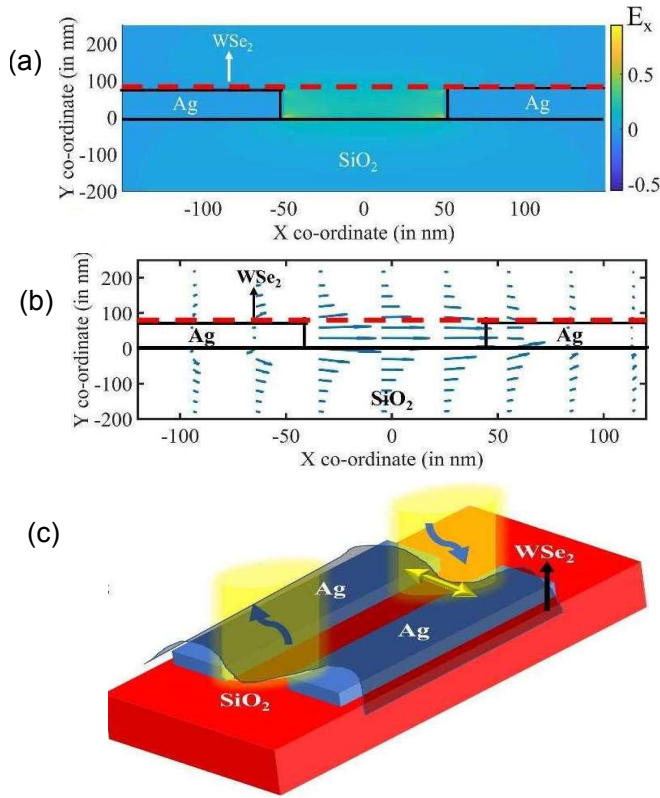 (a)
WSe₂
Ag
Ag
SiO₂
Y co-ordinate (in nm)
200
100
0
-100
-200
-100
-50
0
50
100
X co-ordinate (in nm)
Eₓ
0.5
0
-0.5
(b)
WSe₂
Ag
Ag
SiO₂
Y co-ordinate (in nm)
200
100
0
-100
-200
-100
-50
0
50
100
X co-ordinate (in nm)
(c)
WSe₂
Ag
Ag
SiO₂